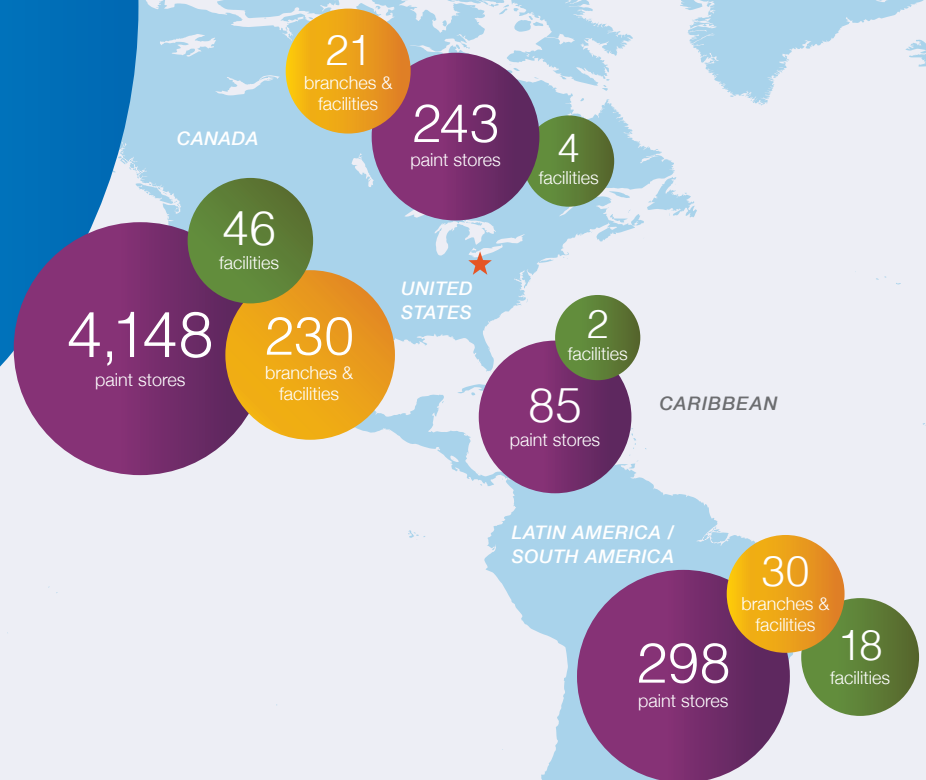 21
branches &
facilities
243
paint stores
4
facilities
CANADA
46
facilities
4,148
paint stores
230
branches &
facilities
UNITED
STATES
2
facilities
85
paint stores
CARIBBEAN
LATIN AMERICA /
SOUTH AMERICA
30
branches &
facilities
298
paint stores
18
facilities